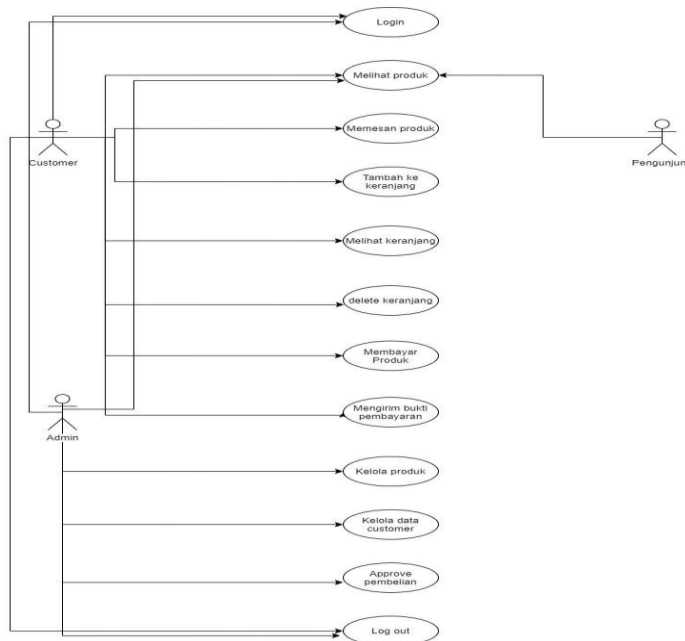 Login
Melihat produk
Memesan produk
Customer
Pengunjun
Tambah ke
keranjang
Melihat keranjang
delete keranjang
Membayar
Produk
Mengirim bukti
pembayaran
Admin
Kelola produk
Kelola data
customer
Approve
pembelian
Log out